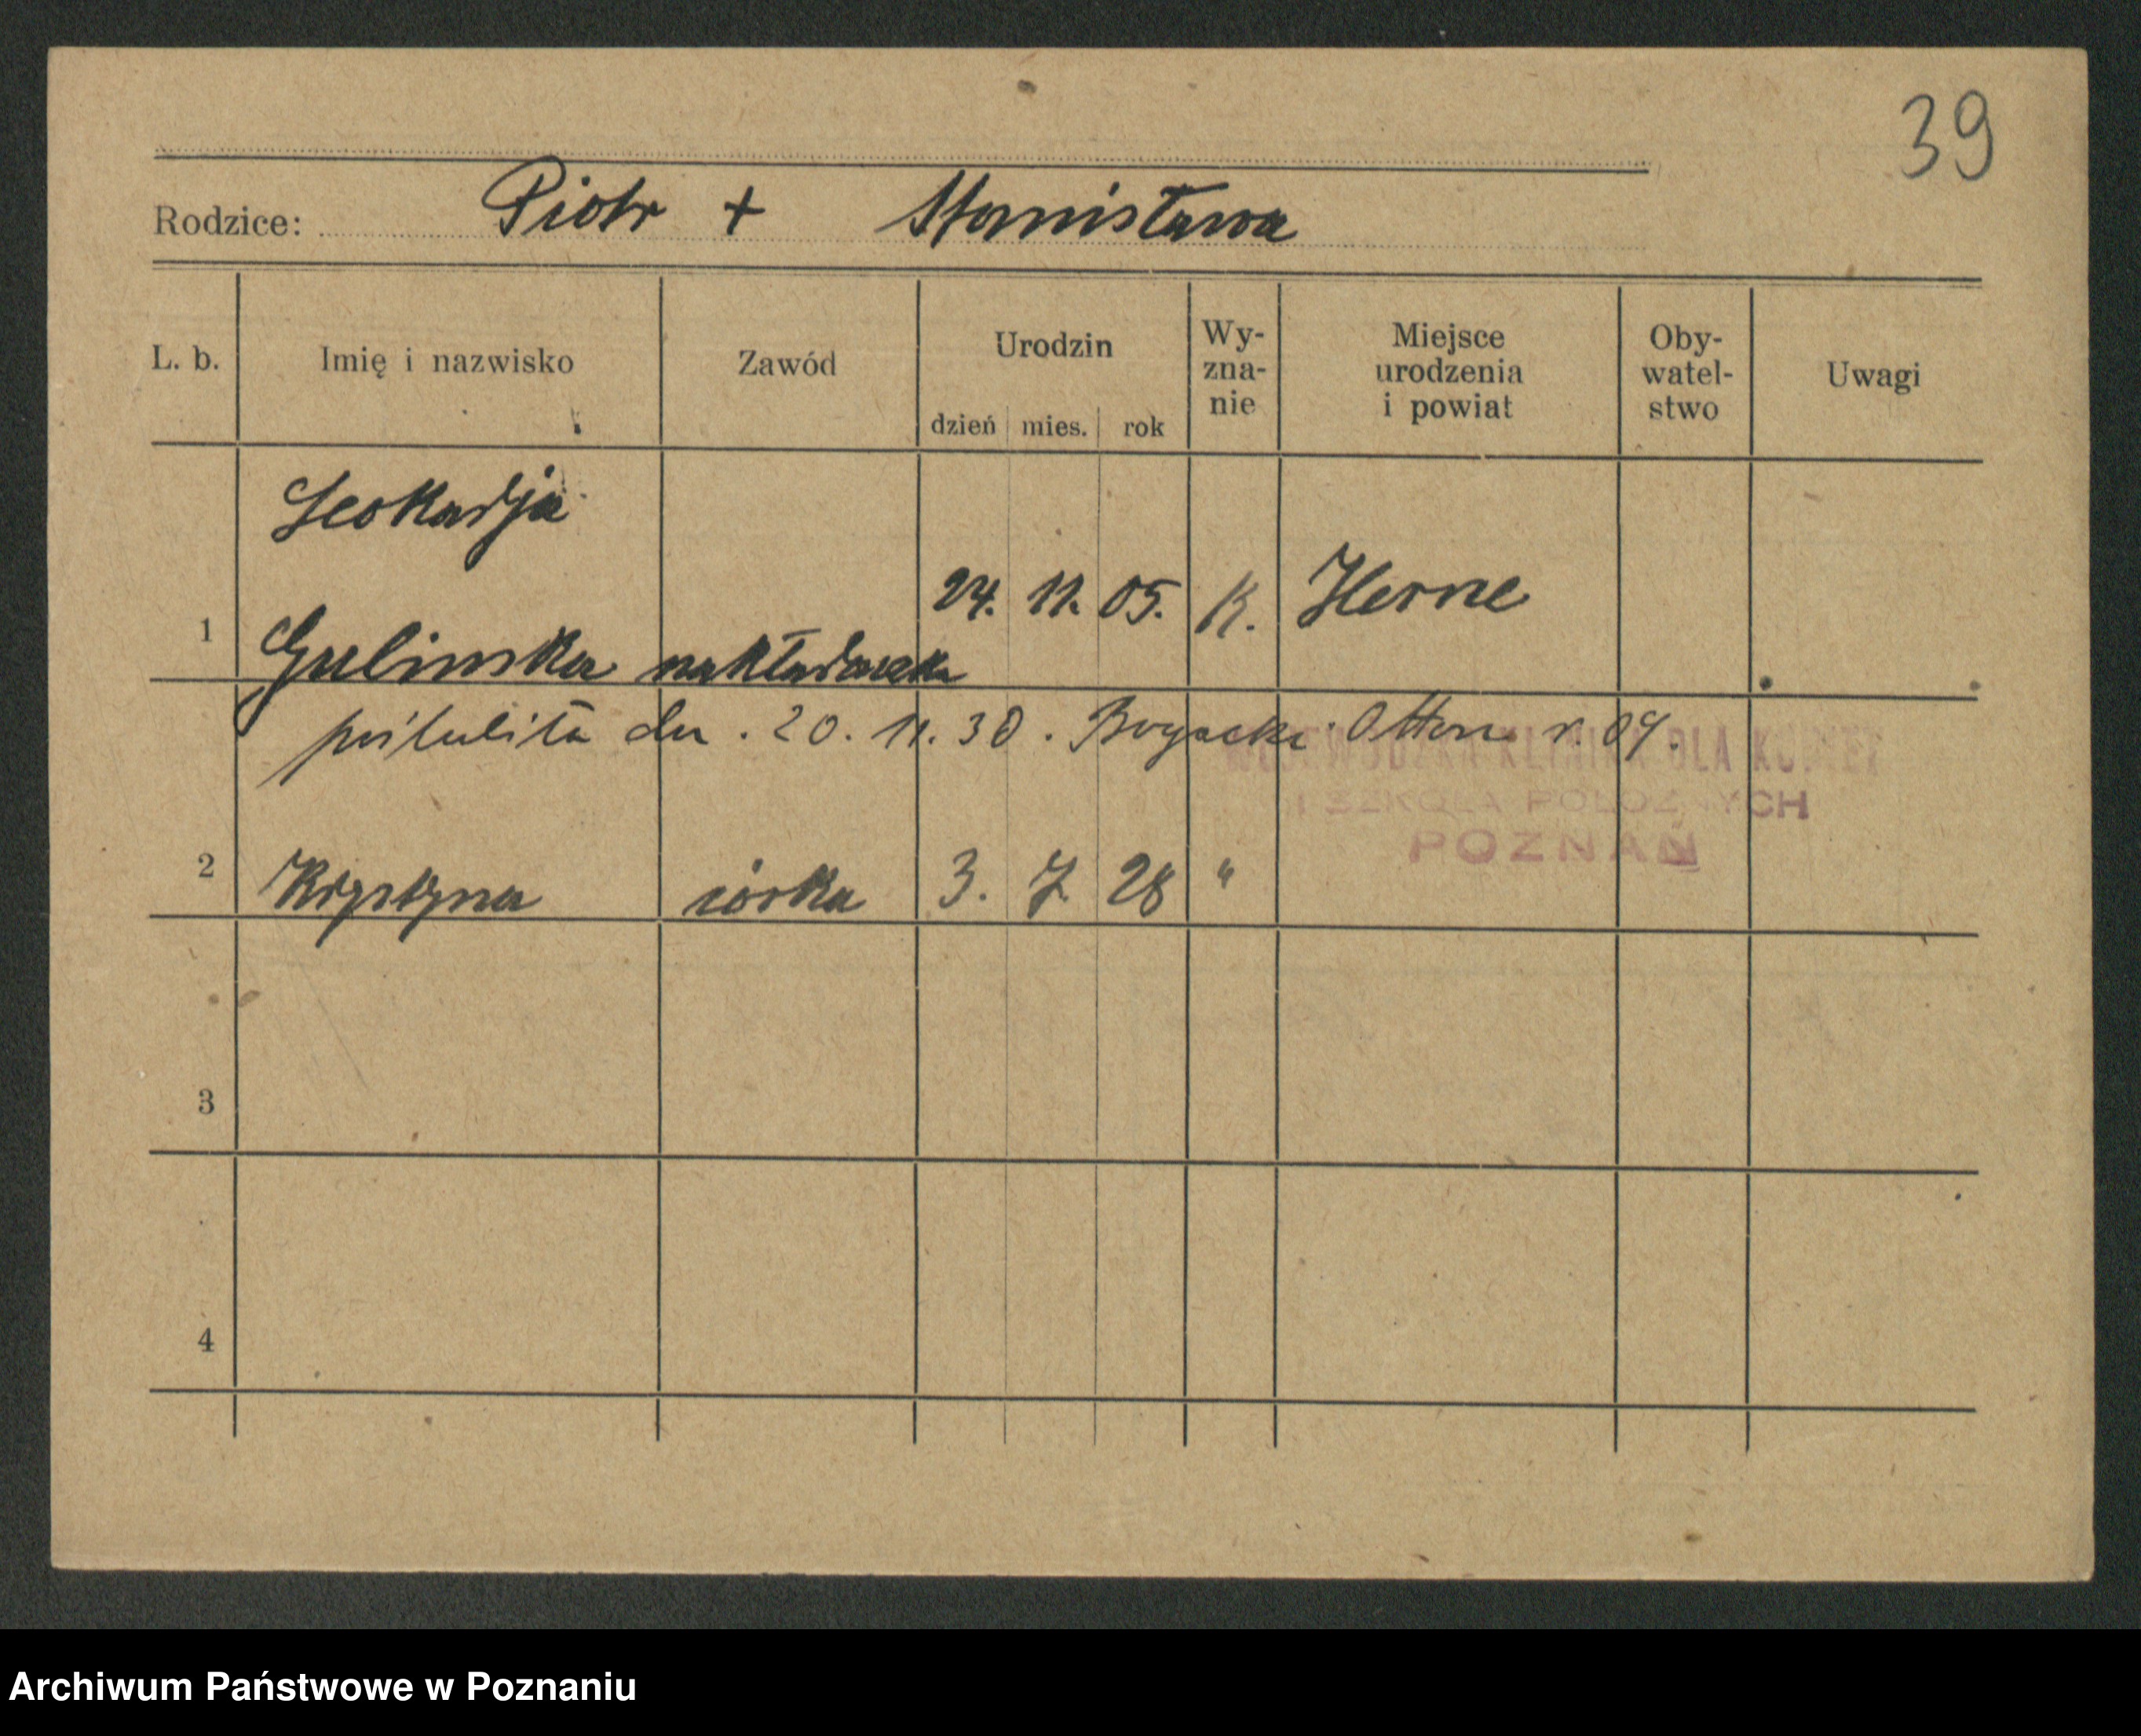 39
Rodzice: Piotr + Stanisława
L. b. Imię i nazwisko Zawód Urodzin dzień mies. rok Wy-zna-nie Miejsce urodzenia i powiat Oby-watel-stwo Uwagi
Leokadja
1 Gulinska nakładaczka 24. 11. 05. K. Herne
poślubiła dn. 20. 11. 30. Bogacki Otton r. 09.
WOJEWÓDZKA KLINIKA DLA KOBIET
I SZKOŁA POŁOŻNYCH
POZNAŃ
2 Krystyna córka 3. 7. 28 "
3
4
Archiwum Państwowe w Poznaniu